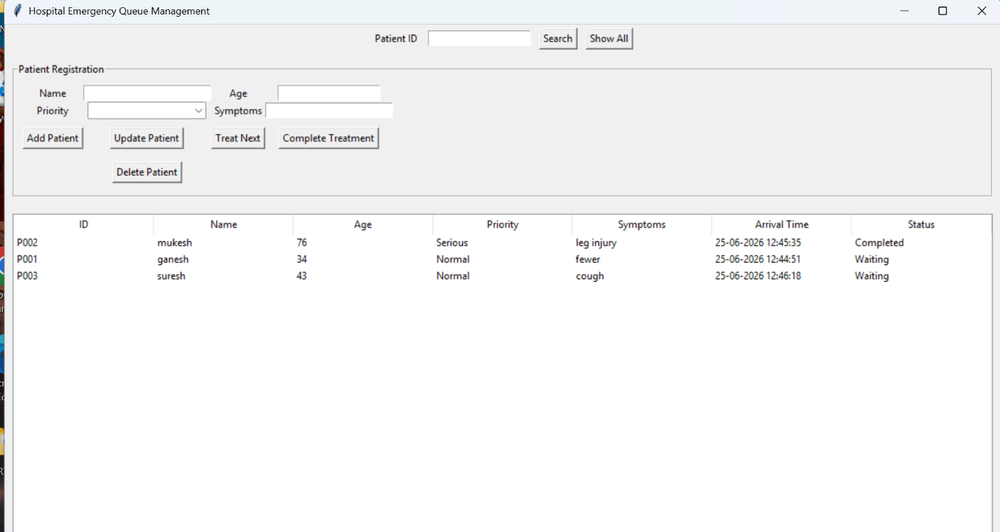 Hospital Emergency Queue Management
Patient ID Search Show All
Patient Registration
Name Age
Priority Symptoms
Add Patient Update Patient Treat Next Complete Treatment
Delete Patient
ID Name Age Priority Symptoms Arrival Time Status
P002 mukesh 76 Serious leg injury 25-06-2026 12:45:35 Completed
P001 ganesh 34 Normal fewer 25-06-2026 12:44:51 Waiting
P003 suresh 43 Normal cough 25-06-2026 12:46:18 Waiting